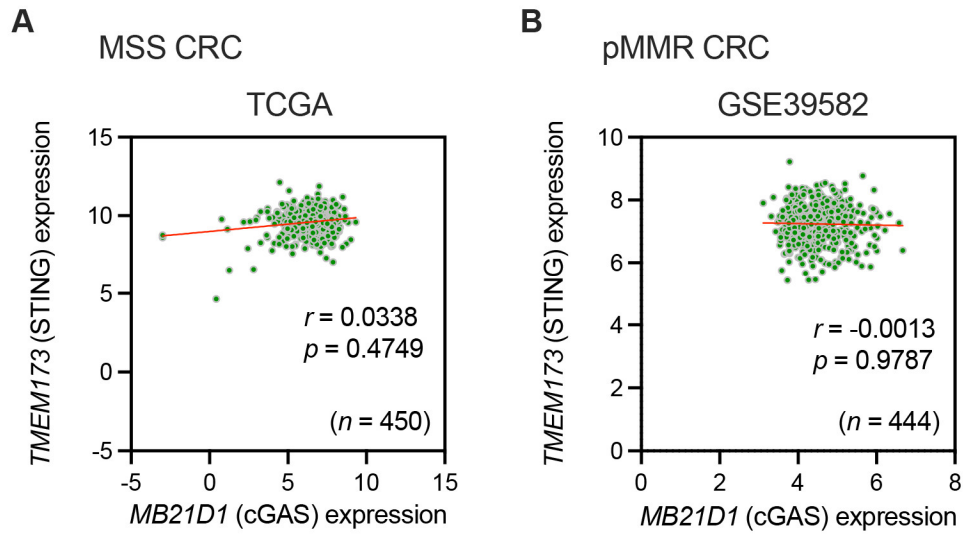 A
MSS CRC
TCGA
TMEM173 (STING) expression
15
10
5
0
-5
r = 0.0338
p = 0.4749
(n = 450)
-5
0
5
10
15
MB21D1 (cGAS) expression
B
pMMR CRC
GSE39582
TMEM173 (STING) expression
10
8
6
4
2
0
r = -0.0013
p = 0.9787
(n = 444)
0
2
4
6
8
MB21D1 (cGAS) expression